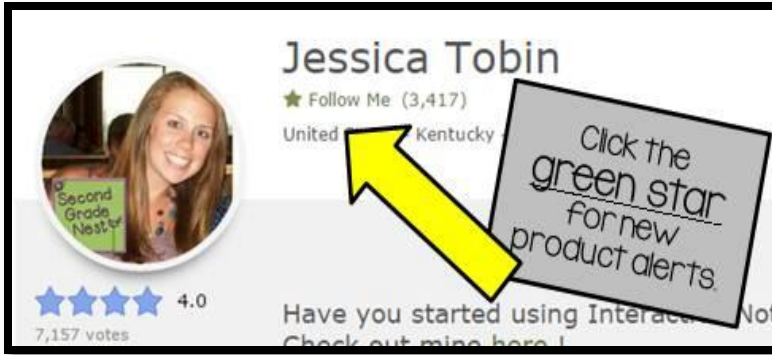 Jessica Tobin
Follow Me (3,417)
United Kentucky
Second
Grade
Nest
4.0
7,157 votes
Click the
green star
for new
product alerts.
Have you started using
Check out mine here !